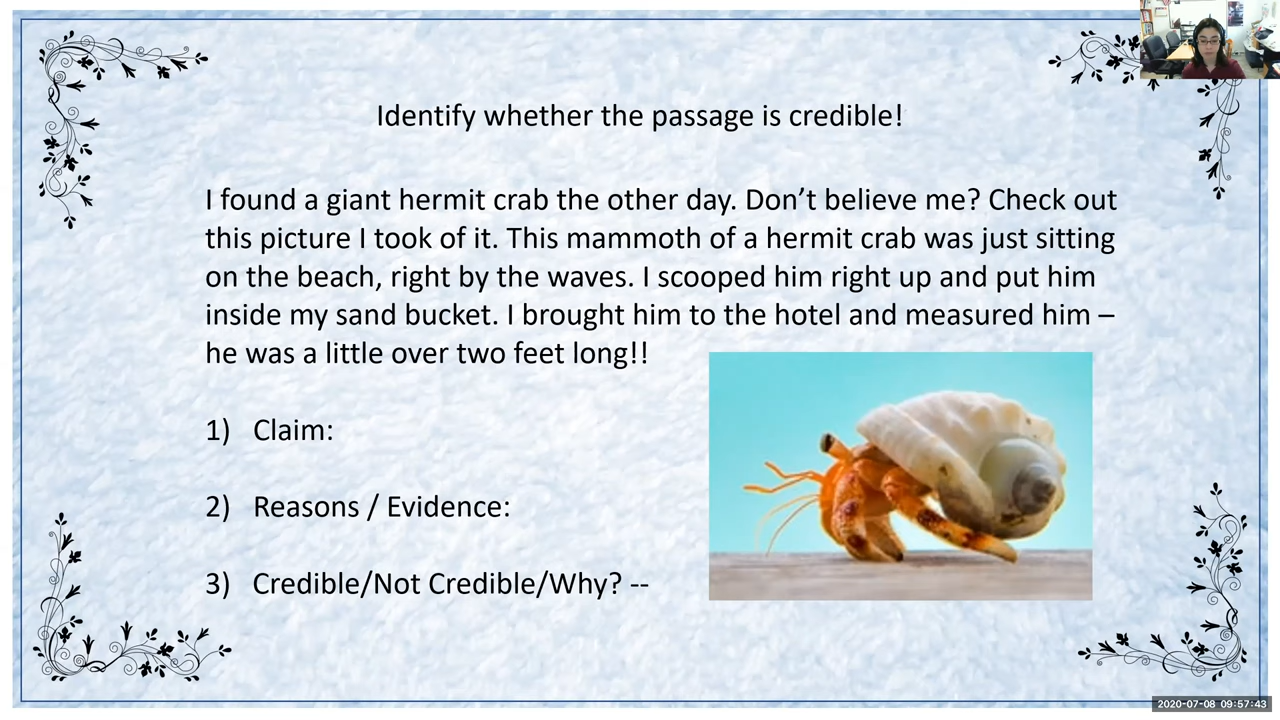 Identify whether the passage is credible!
I found a giant hermit crab the other day. Don’t believe me? Check out
this picture I took of it. This mammoth of a hermit crab was just sitting
on the beach, right by the waves. I scooped him right up and put him
inside my sand bucket. I brought him to the hotel and measured him –
he was a little over two feet long!!
1) Claim:
2) Reasons / Evidence:
3) Credible/Not Credible/Why? --
2020-07-08 09:57:43